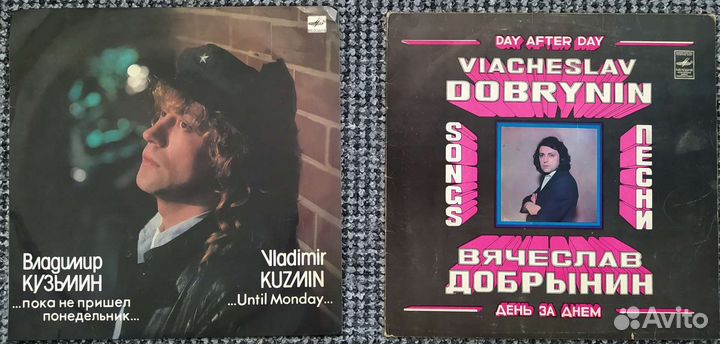 Владимир
КУЗЬМИН
...пока не пришел
понедельник...
Vladimir
KUZMIN
...Until Monday...
DAY AFTER DAY
VIACHESLAV
DOBRYNIN
SONGS
ПЕСНИ
ВЯЧЕСЛАВ
ДОБРЫНИН
ДЕНЬ ЗА ДНЕМ
Avito